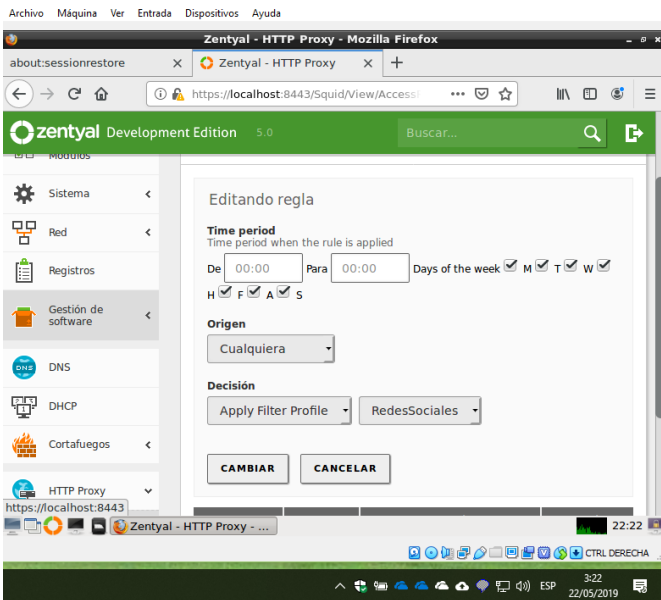 Archivo Máquina Ver Entrada Dispositivos Ayuda
Zentyal - HTTP Proxy - Mozilla Firefox
about:sessionrestore Zentyal - HTTP Proxy
https://localhost:8443/Squid/View/Access
zentyal Development Edition 5.0 Buscar...
Módulos
Sistema
Red
Registros
Gestión de
software
DNS
DHCP
Cortafuegos
HTTP Proxy
Editando regla
Time period
Time period when the rule is applied
De 00:00 Para 00:00 Days of the week M T W
H F A S
Origen
Cualquiera
Decisión
Apply Filter Profile RedesSociales
CAMBIAR CANCELAR
https://localhost:8443
Zentyal - HTTP Proxy - ... 22:22
CTRL DERECHA
ESP 3:22
22/05/2019